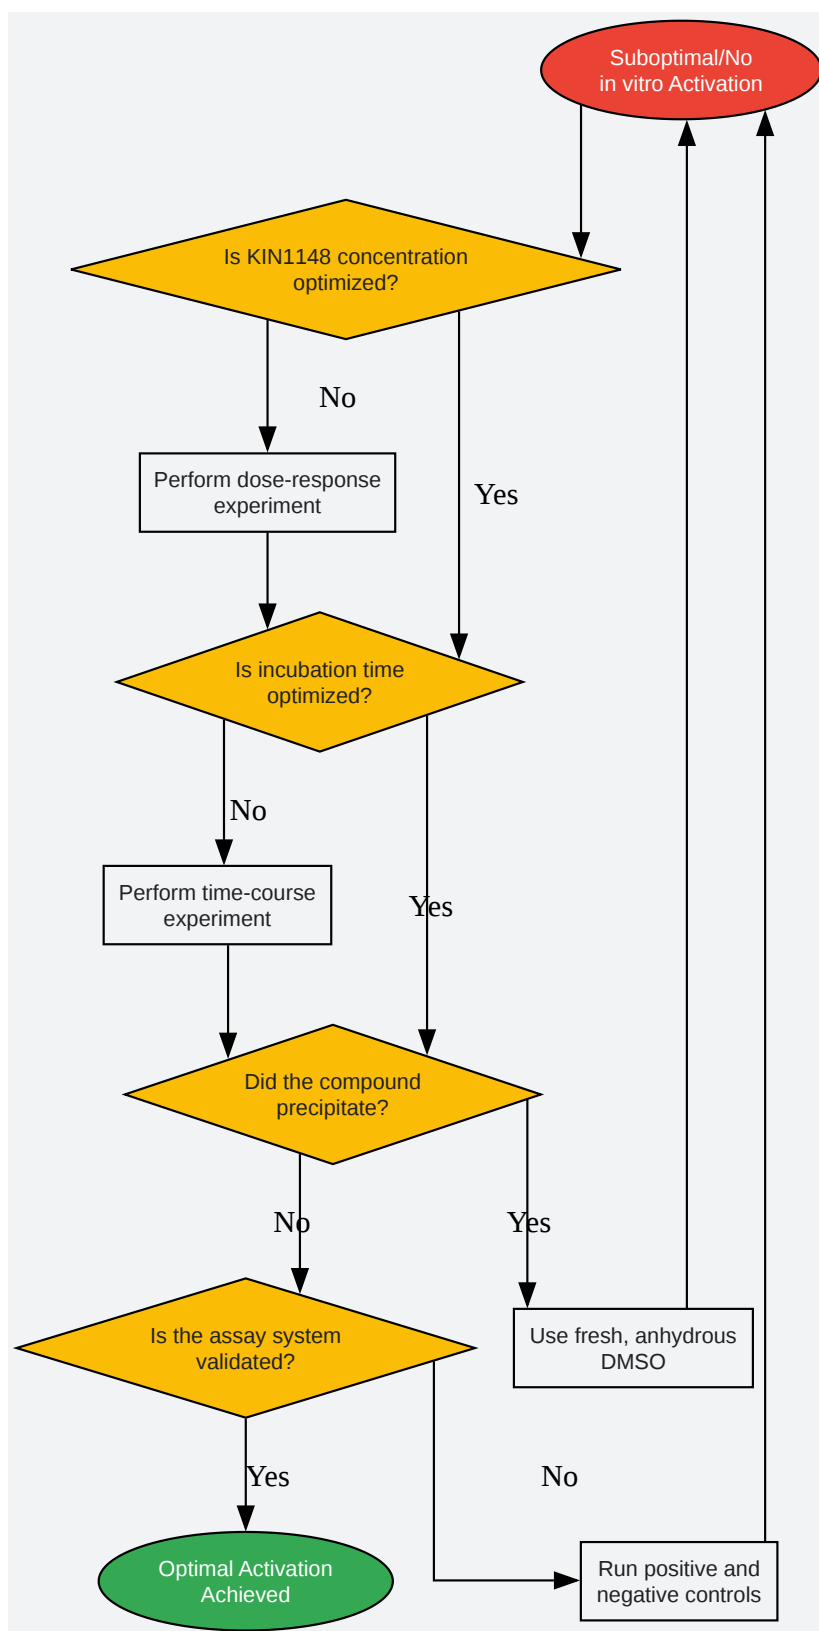 Suboptimal/No
in vitro Activation
Is KIN1148 concentration
optimized?
No
Perform dose-response
experiment
Yes
Is incubation time
optimized?
No
Perform time-course
experiment
Yes
Did the compound
precipitate?
No
Yes
Is the assay system
validated?
Use fresh, anhydrous
DMSO
Yes
No
Optimal Activation
Achieved
Run positive and
negative controls